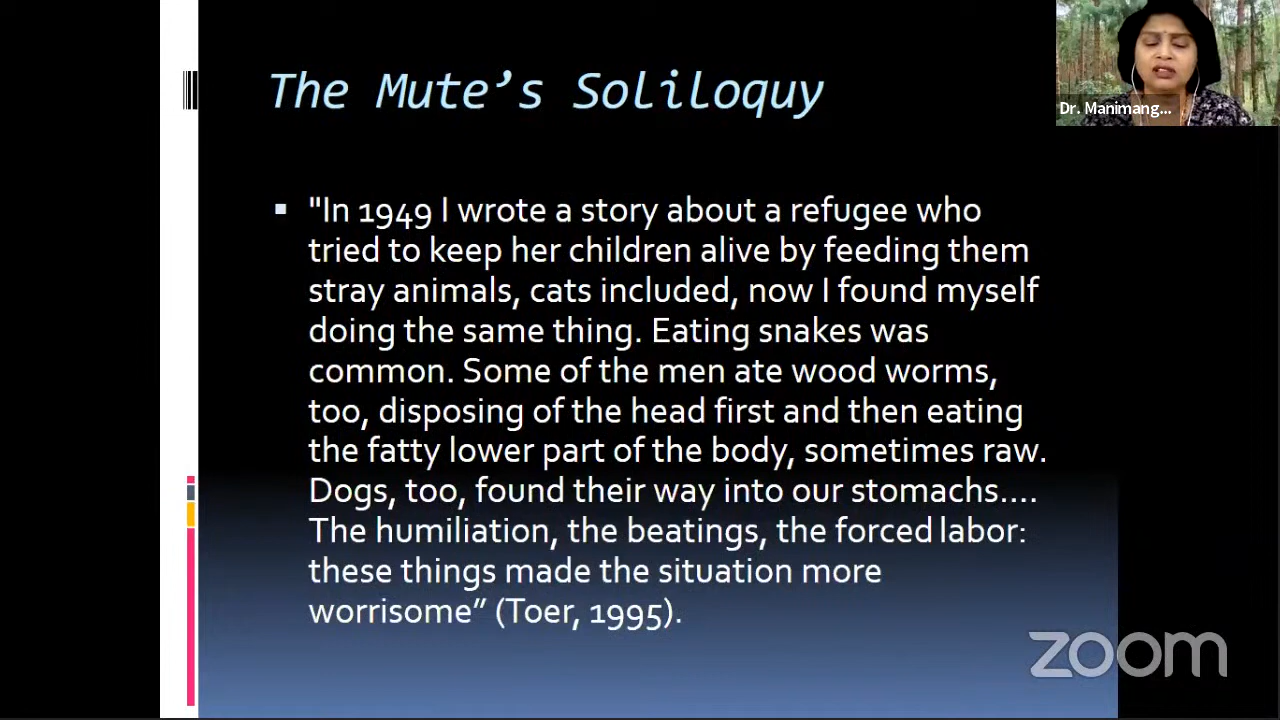 The Mute’s Soliloquy
Dr. Manimang...
"In 1949 I wrote a story about a refugee who
tried to keep her children alive by feeding them
stray animals, cats included, now I found myself
doing the same thing. Eating snakes was
common. Some of the men ate wood worms,
too, disposing of the head first and then eating
the fatty lower part of the body, sometimes raw.
Dogs, too, found their way into our stomachs....
The humiliation, the beatings, the forced labor:
these things made the situation more
worrisome” (Toer, 1995).
zoom